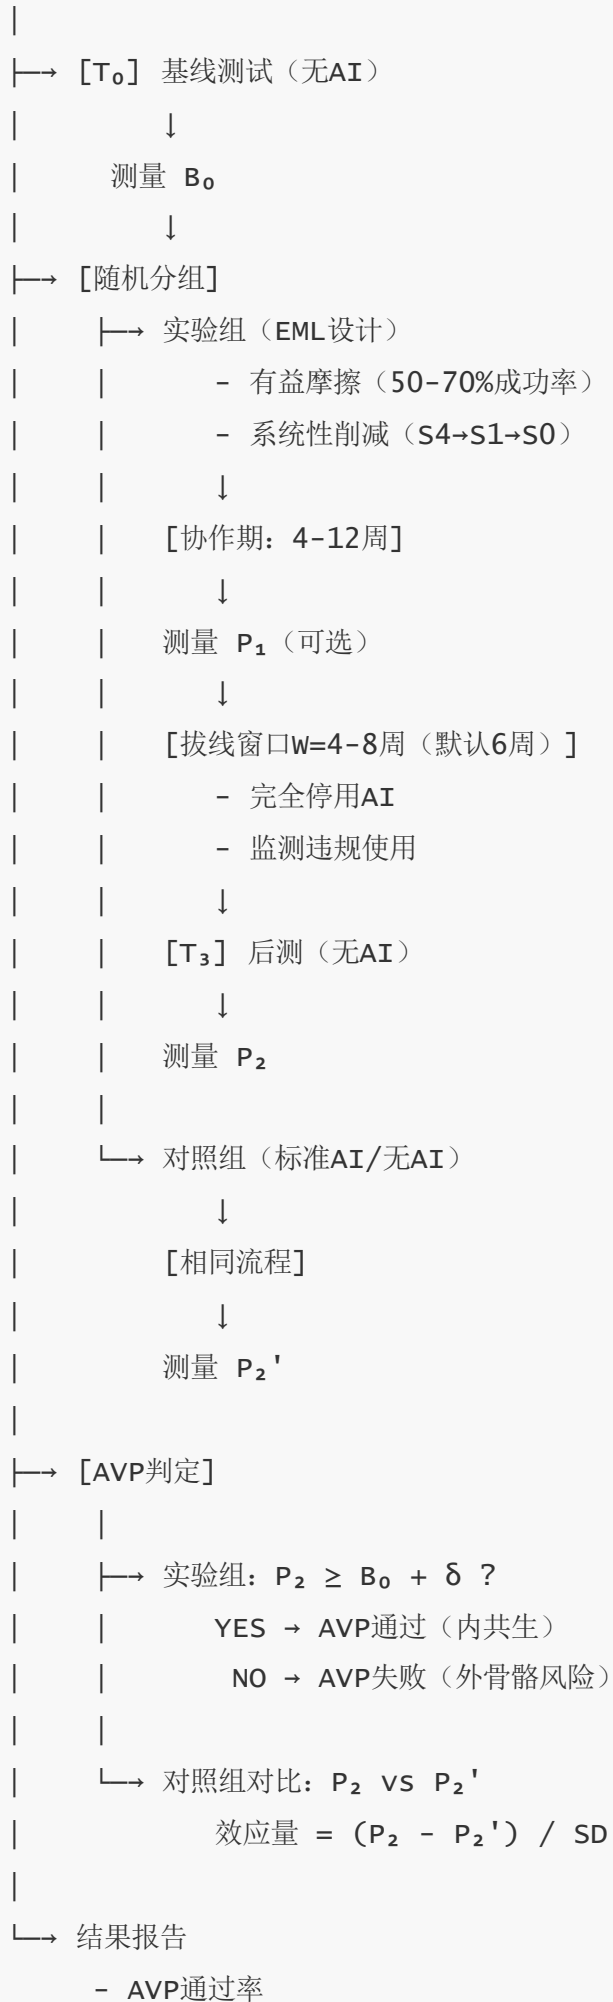 │
├─→ [T₀] 基线测试（无AI）
│        ↓
│     测量 B₀
│        ↓
├─→ [随机分组]
│    ├─→ 实验组（EML设计）
│    │      - 有益摩擦（50-70%成功率）
│    │      - 系统性削减（S4→S1→S0）
│    │      ↓
│    │   [协作期：4-12周]
│    │      ↓
│    │   测量 P₁（可选）
│    │      ↓
│    │   [拔线窗口W=4-8周（默认6周）]
│    │      - 完全停用AI
│    │      - 监测违规使用
│    │      ↓
│    │   [T₃] 后测（无AI）
│    │      ↓
│    │   测量 P₂
│    │
│    └─→ 对照组（标准AI/无AI）
│           ↓
│        [相同流程]
│           ↓
│        测量 P₂'
│
├─→ [AVP判定]
│    │
│    ├─→ 实验组：P₂ ≥ B₀ + δ ?
│    │      YES → AVP通过（内共生）
│    │       NO → AVP失败（外骨骼风险）
│    │
│    └─→ 对照组对比：P₂ vs P₂'
│           效应量 = (P₂ - P₂') / SD
│
└─→ 结果报告
     - AVP通过率